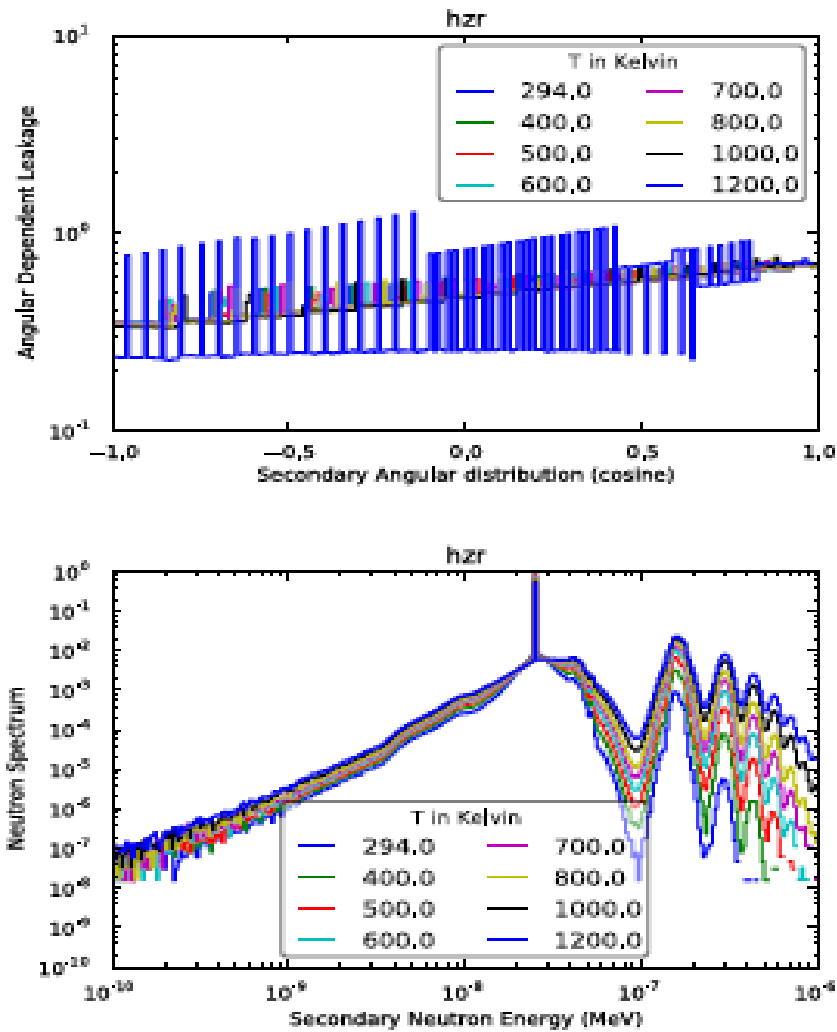 hzr
10^1
10^0
10^-1
Angular Dependent Leakage
T in Kelvin
294.0 700.0
400.0 800.0
500.0 1000.0
600.0 1200.0
−1.0 −0.5 0.0 0.5 1.0
Secondary Angular distribution (cosine)
hzr
10^0
10^-1
10^-2
10^-3
10^-4
10^-5
10^-6
10^-7
10^-8
10^-9
10^-10
Neutron Spectrum
T in Kelvin
294.0 700.0
400.0 800.0
500.0 1000.0
600.0 1200.0
10^-10 10^-9 10^-8 10^-7 10^-6
Secondary Neutron Energy (MeV)